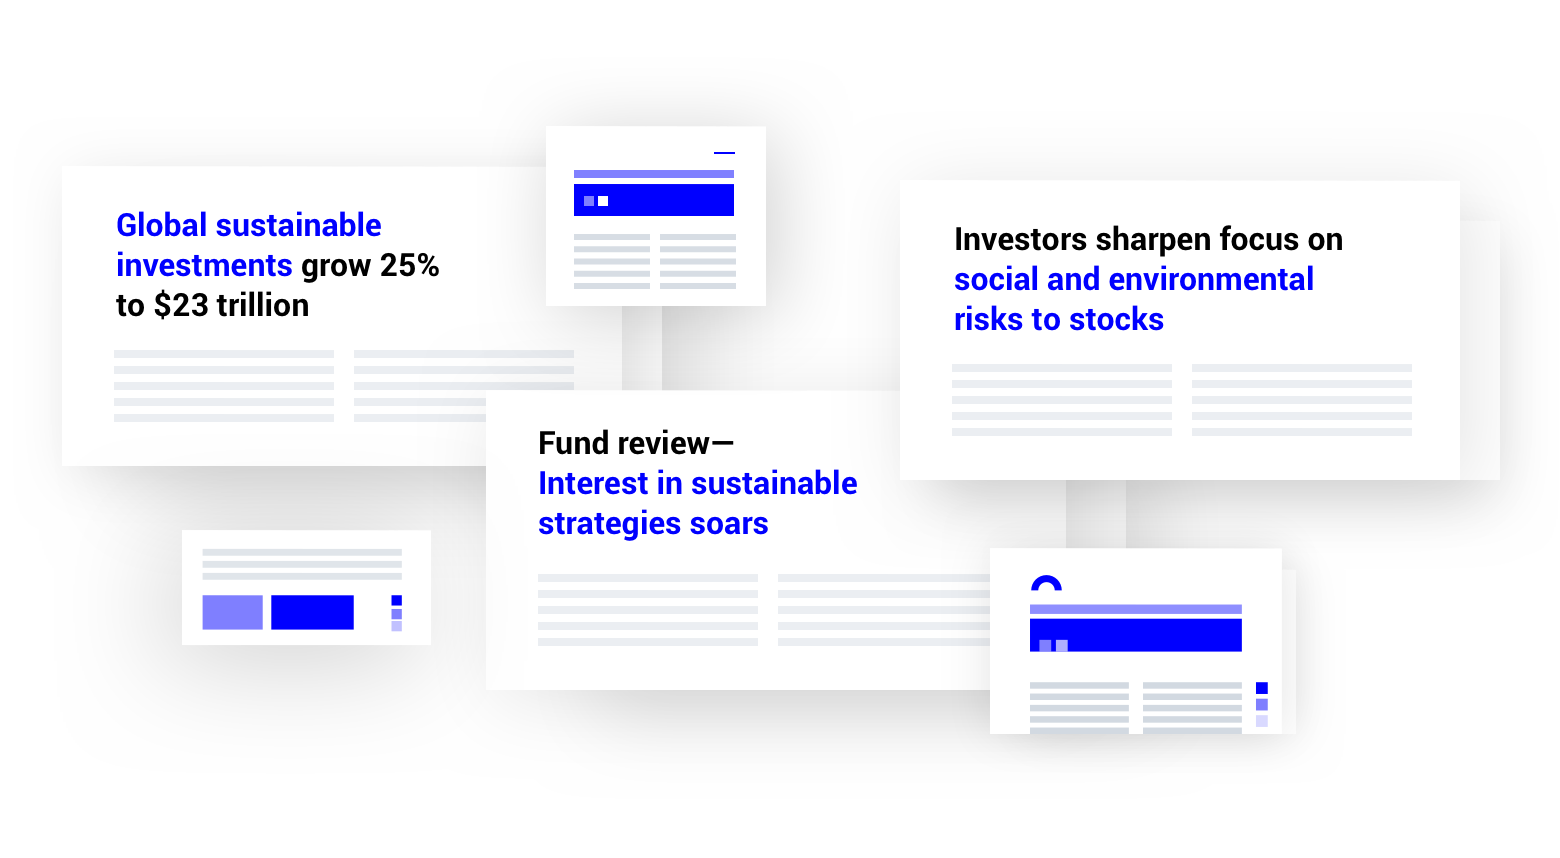 Global sustainable
investments grow 25%
to $23 trillion
Investors sharpen focus on
social and environmental
risks to stocks
Fund review—
Interest in sustainable
strategies soars